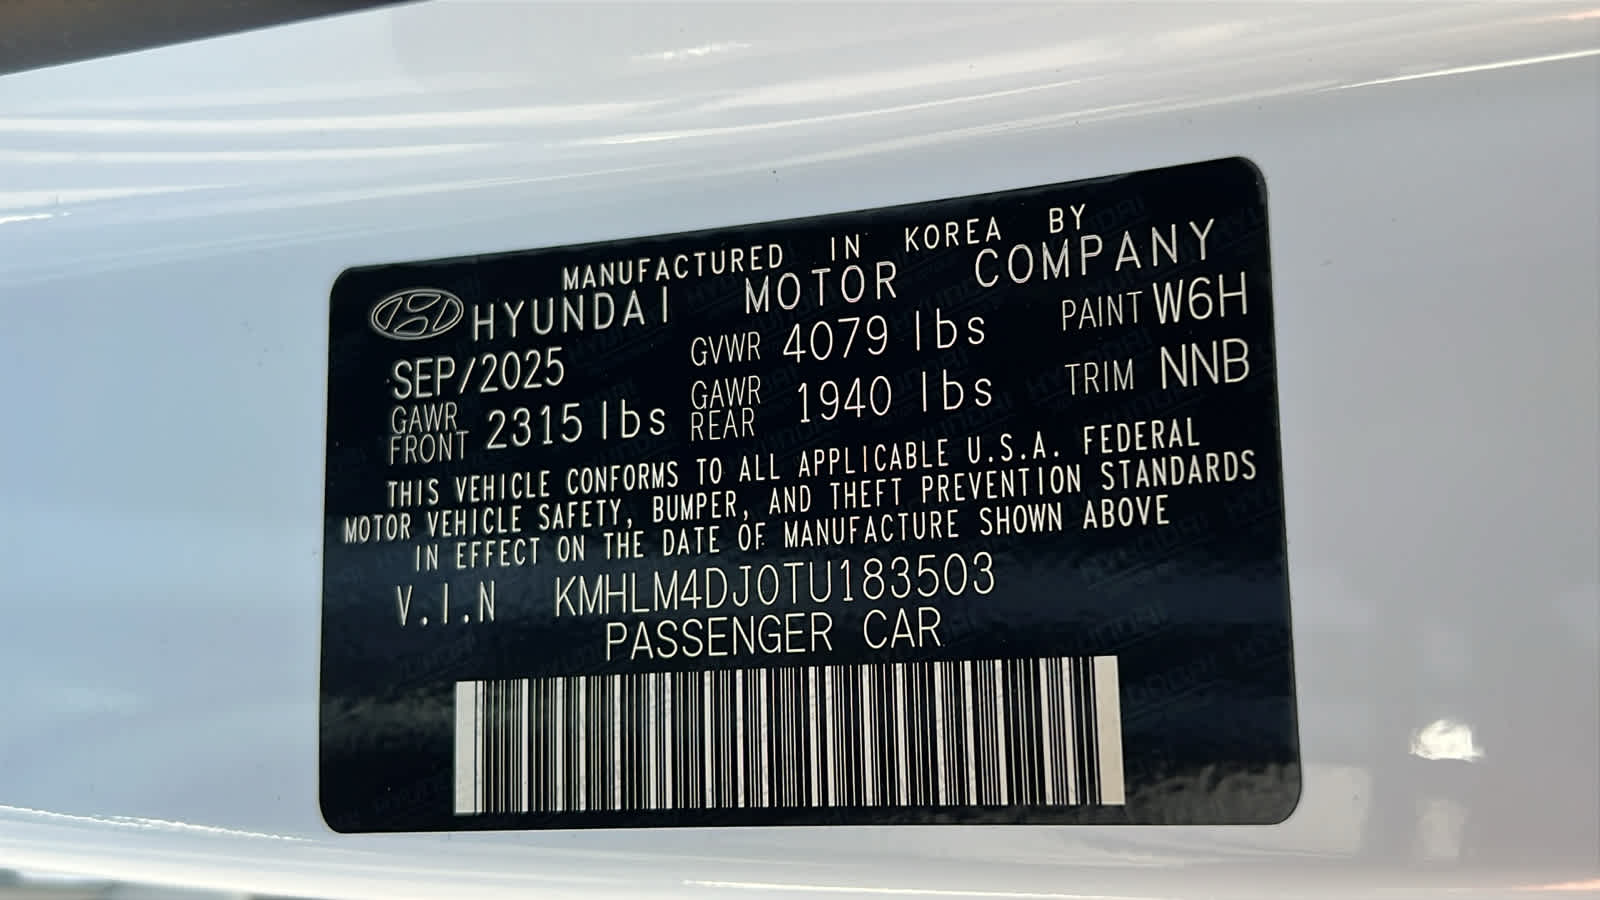 MANUFACTURED IN KOREA BY
HYUNDAI MOTOR COMPANY
SEP/2025 GVWR 4079 lbs PAINT W6H
GAWR FRONT 2315 lbs GAWR REAR 1940 lbs TRIM NNB
THIS VEHICLE CONFORMS TO ALL APPLICABLE U.S.A. FEDERAL
MOTOR VEHICLE SAFETY, BUMPER, AND THEFT PREVENTION STANDARDS
IN EFFECT ON THE DATE OF MANUFACTURE SHOWN ABOVE
V.I.N KMHLM4DJ0TU183503
PASSENGER CAR